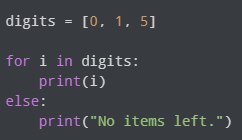 digits = [0, 1, 5]
for i in digits:
    print(i)
else:
    print("No items left.")